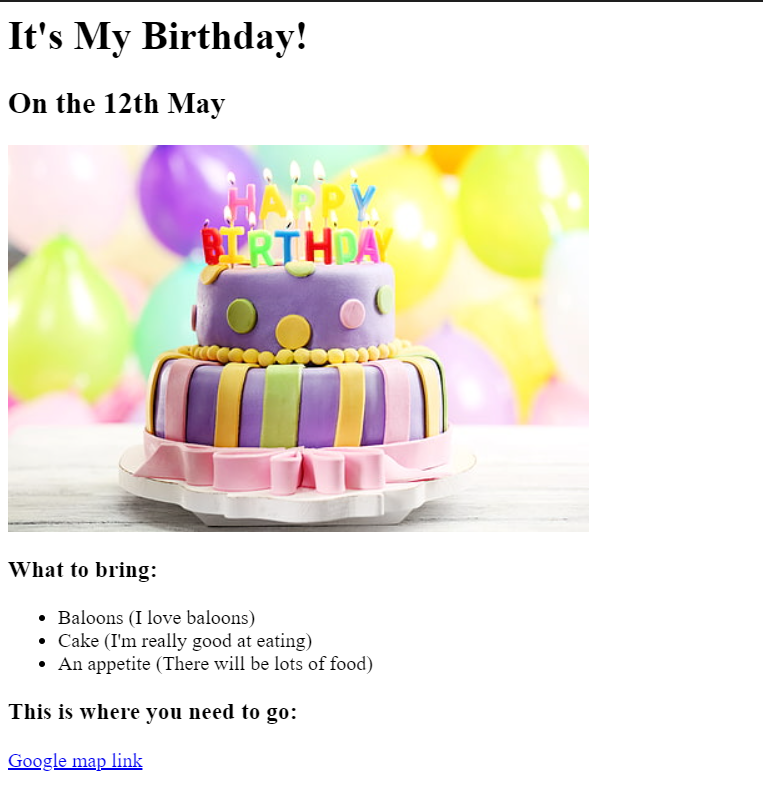 It's My Birthday!
On the 12th May
HAPPY
BIRTHDAY
What to bring:
Baloons (I love baloons)
Cake (I'm really good at eating)
An appetite (There will be lots of food)
This is where you need to go:
Google map link